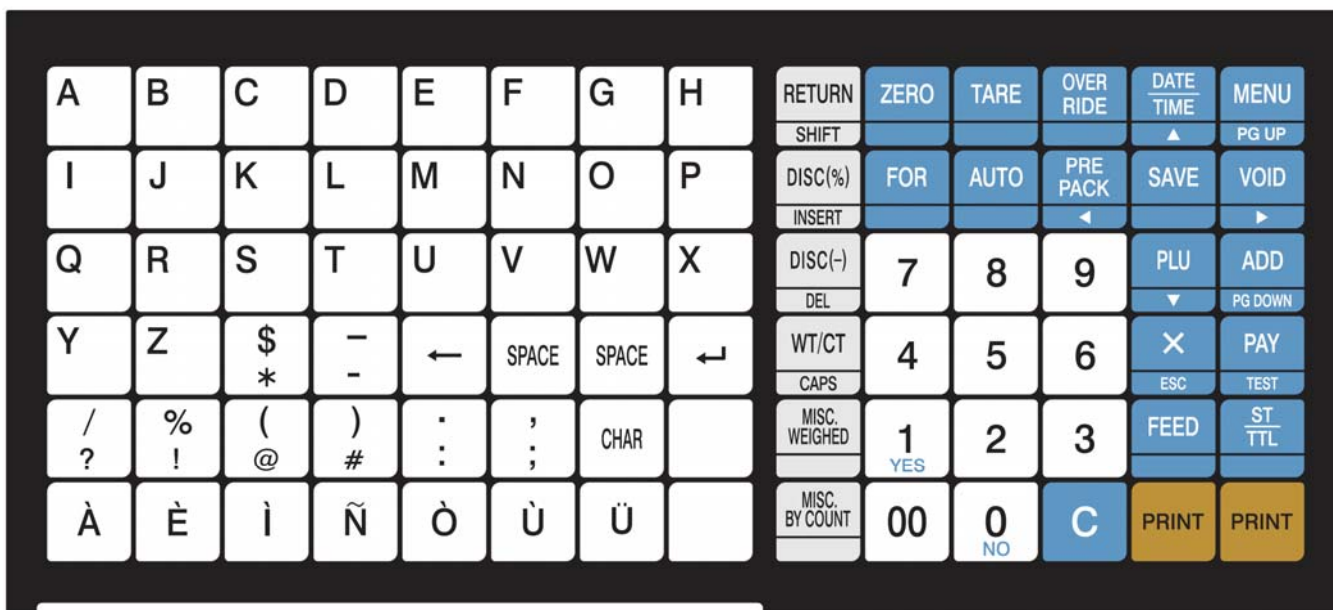 A B C D E F G H RETURN ZERO TARE OVER RIDE DATE TIME MENU
SHIFT ▲ PG UP
I J K L M N O P DISC(%) FOR AUTO PRE PACK SAVE VOID
INSERT ◀ ▶
Q R S T U V W X DISC(–) 7 8 9 PLU ADD
DEL ▼ PG DOWN
Y Z $ – ← SPACE SPACE ↵ WT/CT 4 5 6 × PAY
* - CAPS ESC TEST
/ % ( ) · , CHAR MISC. WEIGHED 1 2 3 FEED ST TTL
? ! @ # : ; YES
À È Ì Ñ Ò Ù Ü MISC. BY COUNT 00 0 C PRINT PRINT
NO